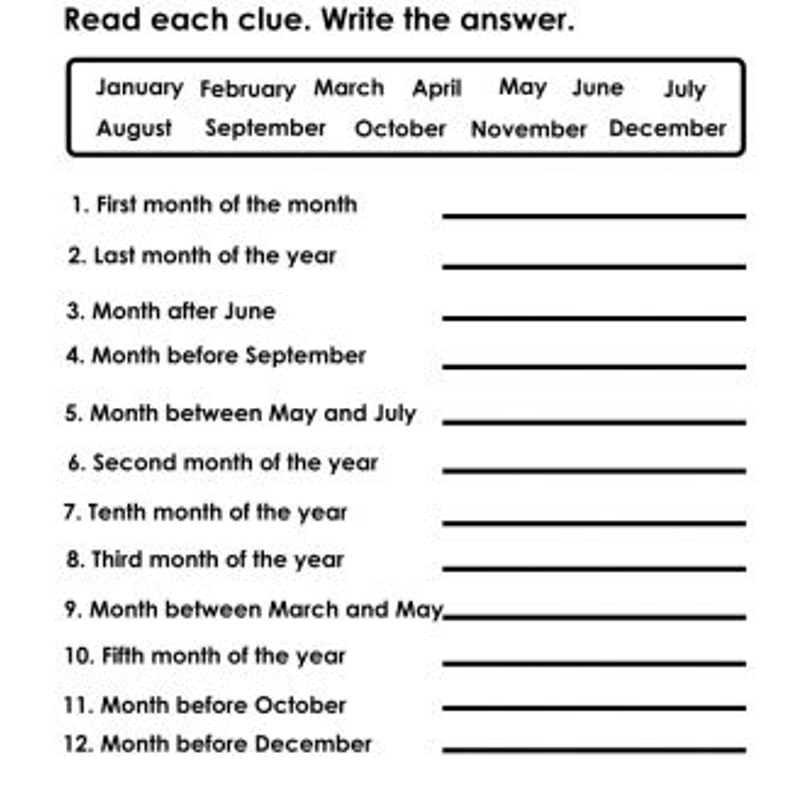 Read each clue. Write the answer.
January February March April May June July
August September October November December
1. First month of the month
2. Last month of the year
3. Month after June
4. Month before September
5. Month between May and July
6. Second month of the year
7. Tenth month of the year
8. Third month of the year
9. Month between March and May
10. Fifth month of the year
11. Month before October
12. Month before December